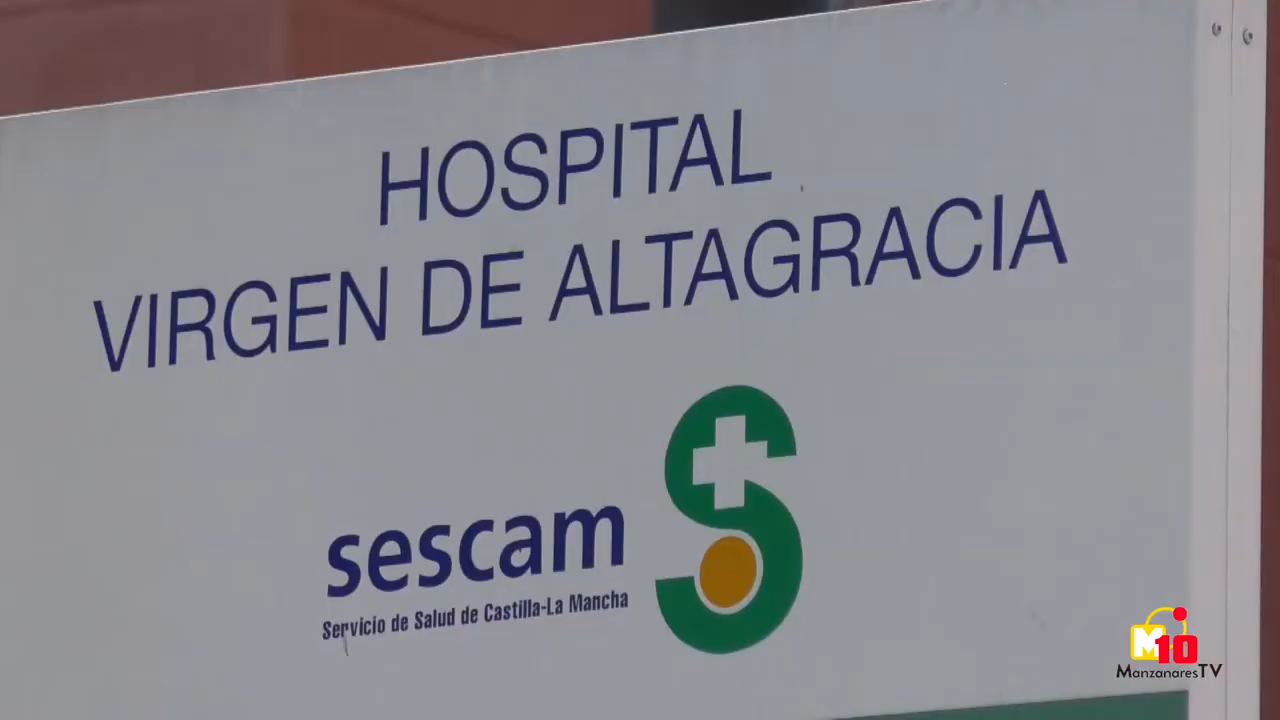 HOSPITAL
VIRGEN DE ALTAGRACIA
sescam
Servicio de Salud de Castilla-La Mancha
M10
ManzanaresTV